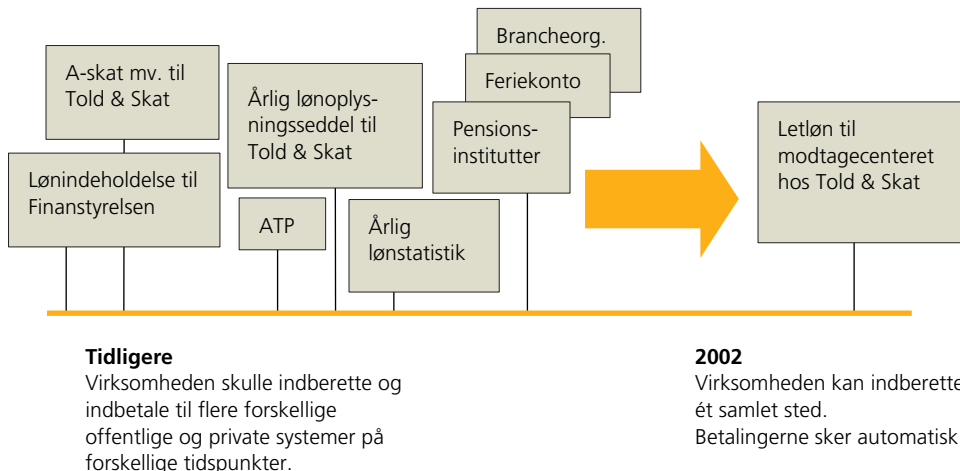 A-skat mv. til
Told & Skat
Lønindeholdelse til
Finanstyrelsen
Årlig lønoplys-
ningsseddel til
Told & Skat
ATP
Årlig
lønstatistik
Brancheorg.
Feriekonto
Pensions-
institutter
Letløn til
modtagecenteret
hos Told & Skat
Tidligere
Virksomheden skulle indberette og
indbetale til flere forskellige
offentlige og private systemer på
forskellige tidspunkter.
2002
Virksomheden kan indberette
ét samlet sted.
Betalingerne sker automatisk